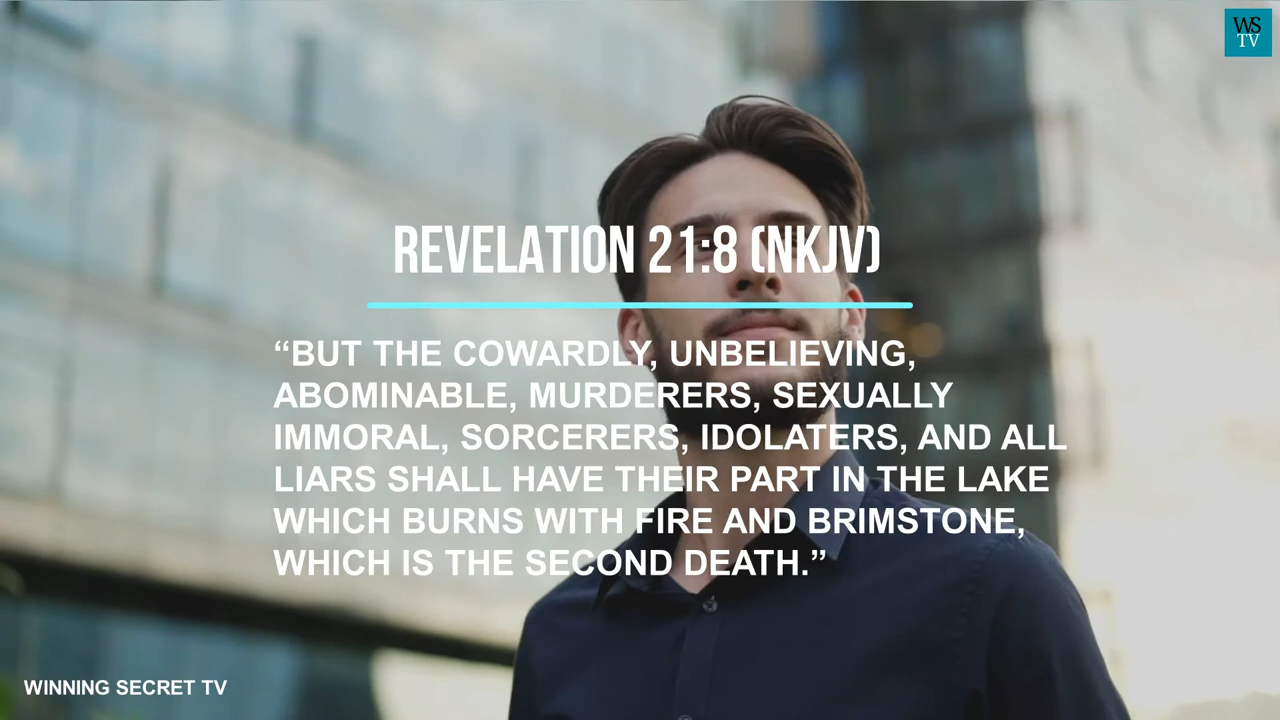 WS
TV
REVELATION 21:8 (NKJV)
“BUT THE COWARDLY, UNBELIEVING,
ABOMINABLE, MURDERERS, SEXUALLY
IMMORAL, SORCERERS, IDOLATERS, AND ALL
LIARS SHALL HAVE THEIR PART IN THE LAKE
WHICH BURNS WITH FIRE AND BRIMSTONE,
WHICH IS THE SECOND DEATH.”
WINNING SECRET TV